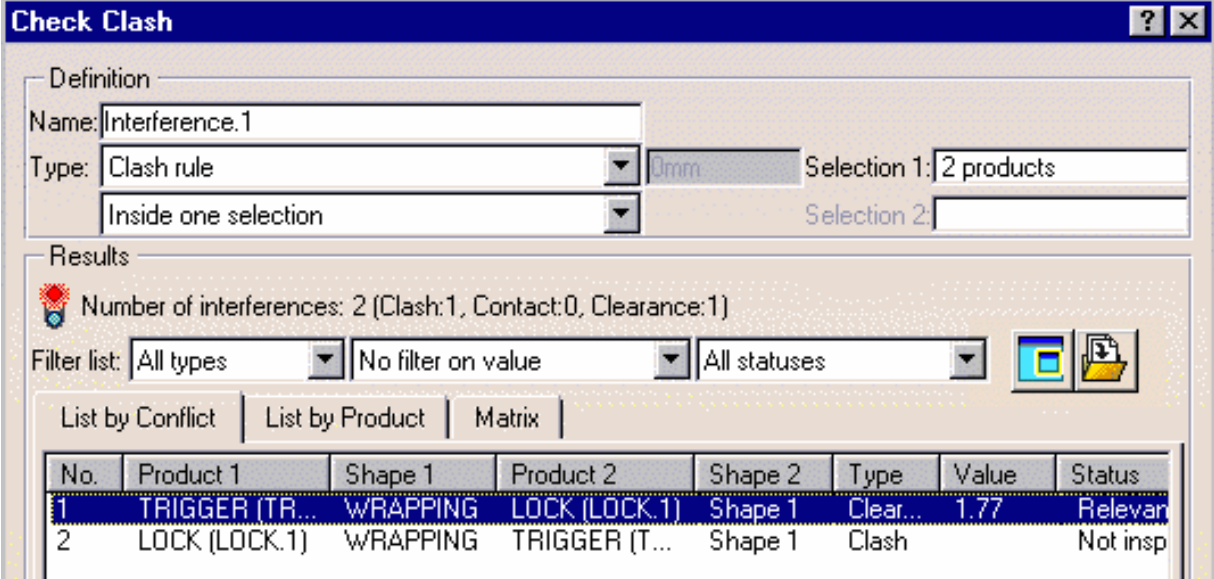 Check Clash
Definition
Name: Interference.1
Type: Clash rule 0mm Selection 1: 2 products
Inside one selection Selection 2:
Results
Number of interferences: 2 (Clash:1, Contact:0, Clearance:1)
Filter list: All types No filter on value All statuses
List by Conflict List by Product Matrix
No. Product 1 Shape 1 Product 2 Shape 2 Type Value Status
1 TRIGGER (TR... WRAPPING LOCK (LOCK.1) Shape 1 Clear... 1.77 Relevan
2 LOCK (LOCK.1) WRAPPING TRIGGER (T... Shape 1 Clash Not insp